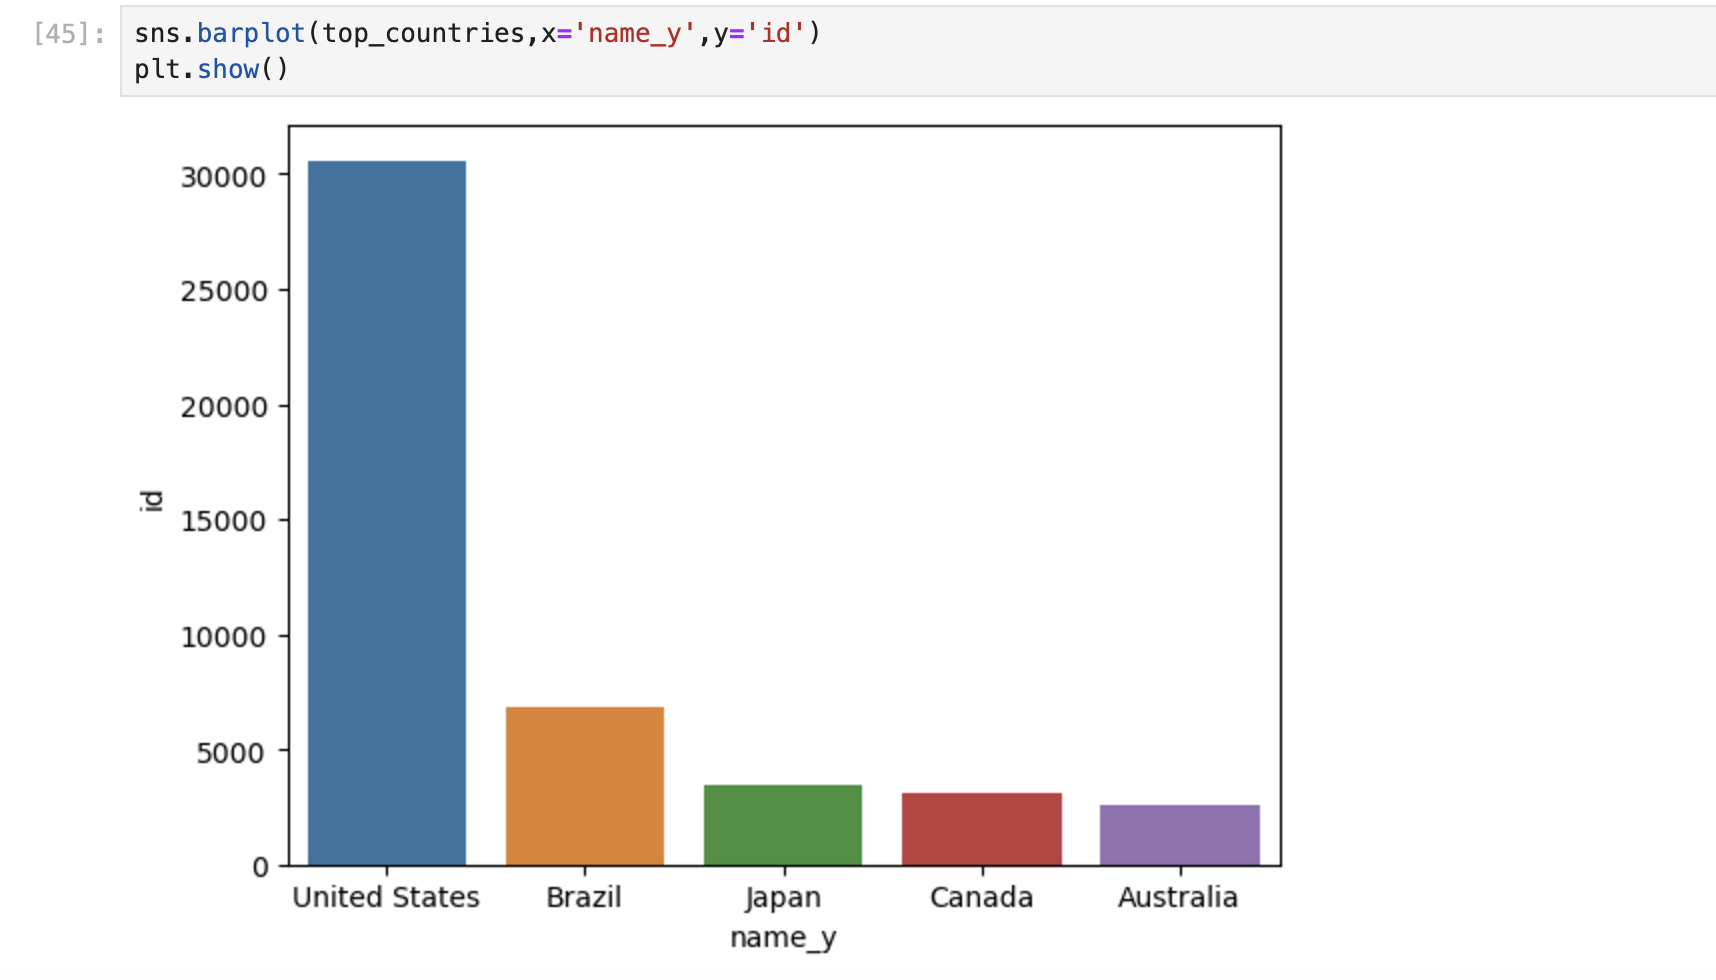 [45]: sns.barplot(top_countries,x='name_y',y='id')
plt.show()
30000
25000
20000
15000
10000
5000
0
id
United States Brazil Japan Canada Australia
name_y